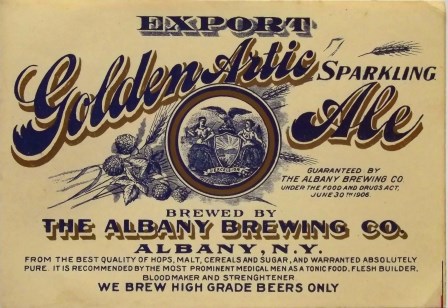 EXPORT
Golden Artic SPARKLING
Ale
EXCELSIOR
GUARANTEED BY
THE ALBANY BREWING CO.
UNDER THE FOOD AND DRUGS ACT,
JUNE 30TH 1906.
BREWED BY
THE ALBANY BREWING CO.
ALBANY, N.Y.
FROM THE BEST QUALITY OF HOPS, MALT, CEREALS AND SUGAR, AND WARRANTED ABSOLUTELY
PURE. IT IS RECOMMENDED BY THE MOST PROMINENT MEDICAL MEN AS A TONIC FOOD, FLESH BUILDER,
BLOOD MAKER AND STRENGHTENER
WE BREW HIGH GRADE BEERS ONLY